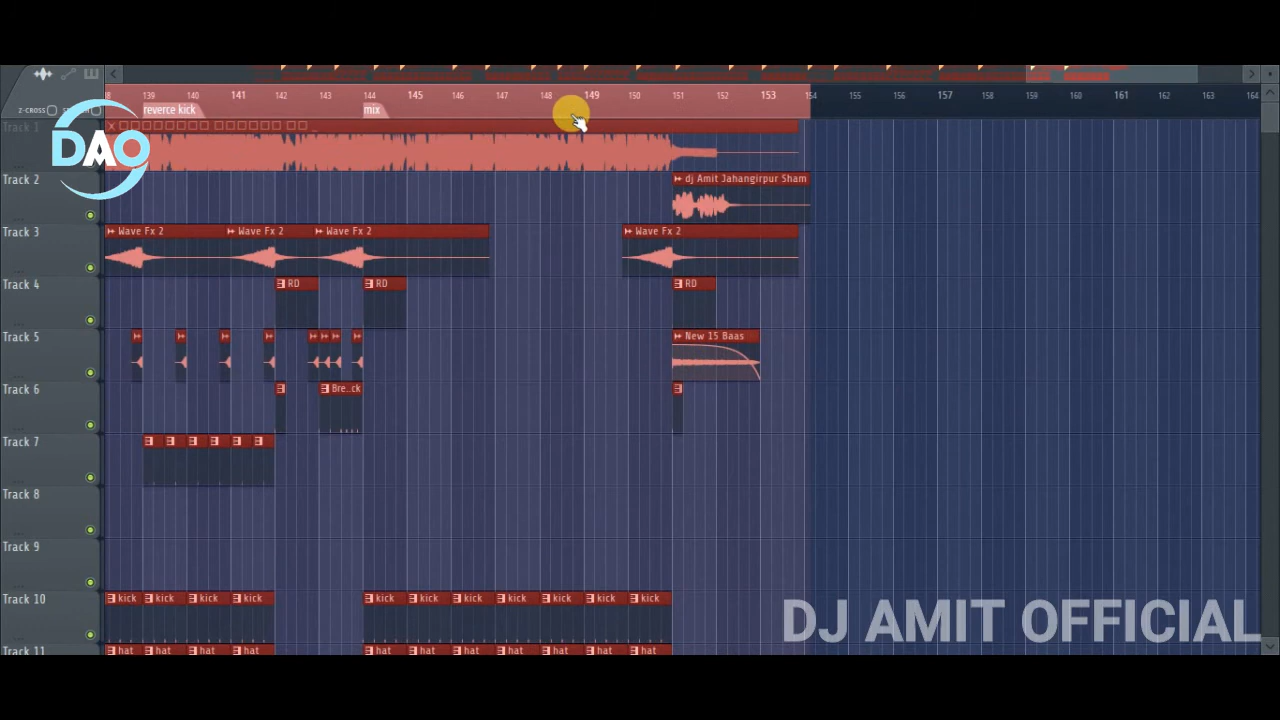 139 140 141 142 143 144 145 146 147 148 149 150 151 152 153 154 155 156 157 158 159 160 161 162 163 164
Z-CROSS
reverce kick mix
DAO
Track 1
Track 2 dj Amit Jahangirpur Sham
Track 3 Wave Fx 2 Wave Fx 2 Wave Fx 2 Wave Fx 2
Track 4 RD RD RD
Track 5 New 15 Baas
Track 6 Bre..ck
Track 7
Track 8
Track 9
Track 10 kick kick kick kick kick kick kick kick kick kick kick
DJ AMIT OFFICIAL
Track 11 hat hat hat hat hat hat hat hat hat hat hat